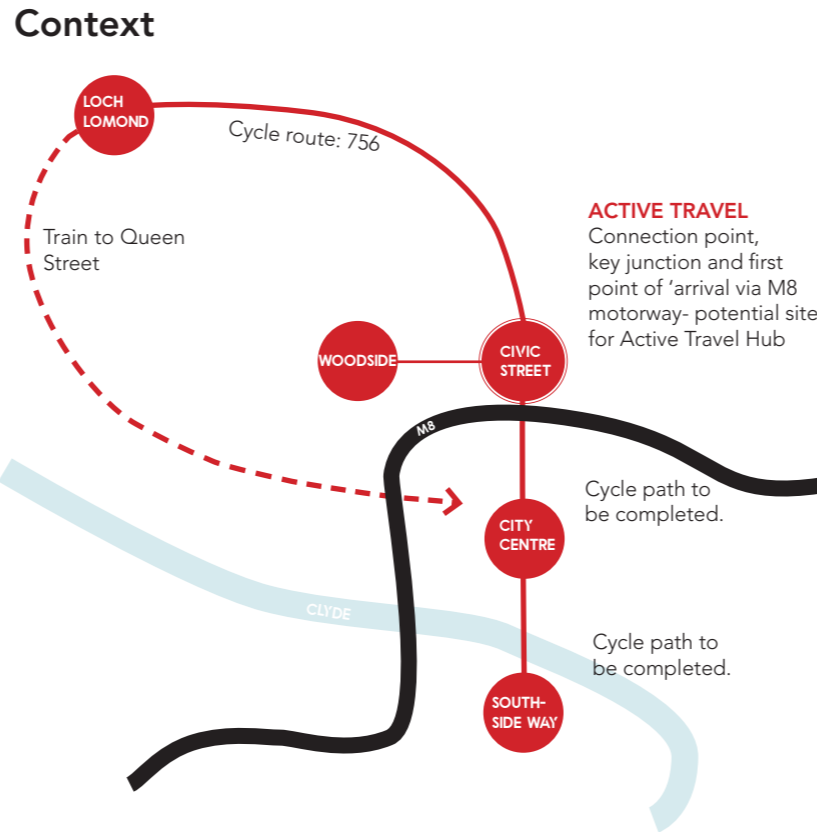 Context
LOCH
LOMOND
Cycle route: 756
Train to Queen
Street
ACTIVE TRAVEL
Connection point,
key junction and first
point of ‘arrival via M8
motorway- potential site
for Active Travel Hub
WOODSIDE
CIVIC
STREET
M8
Cycle path to
be completed.
CITY
CENTRE
CLYDE
Cycle path to
be completed.
SOUTH-
SIDE WAY